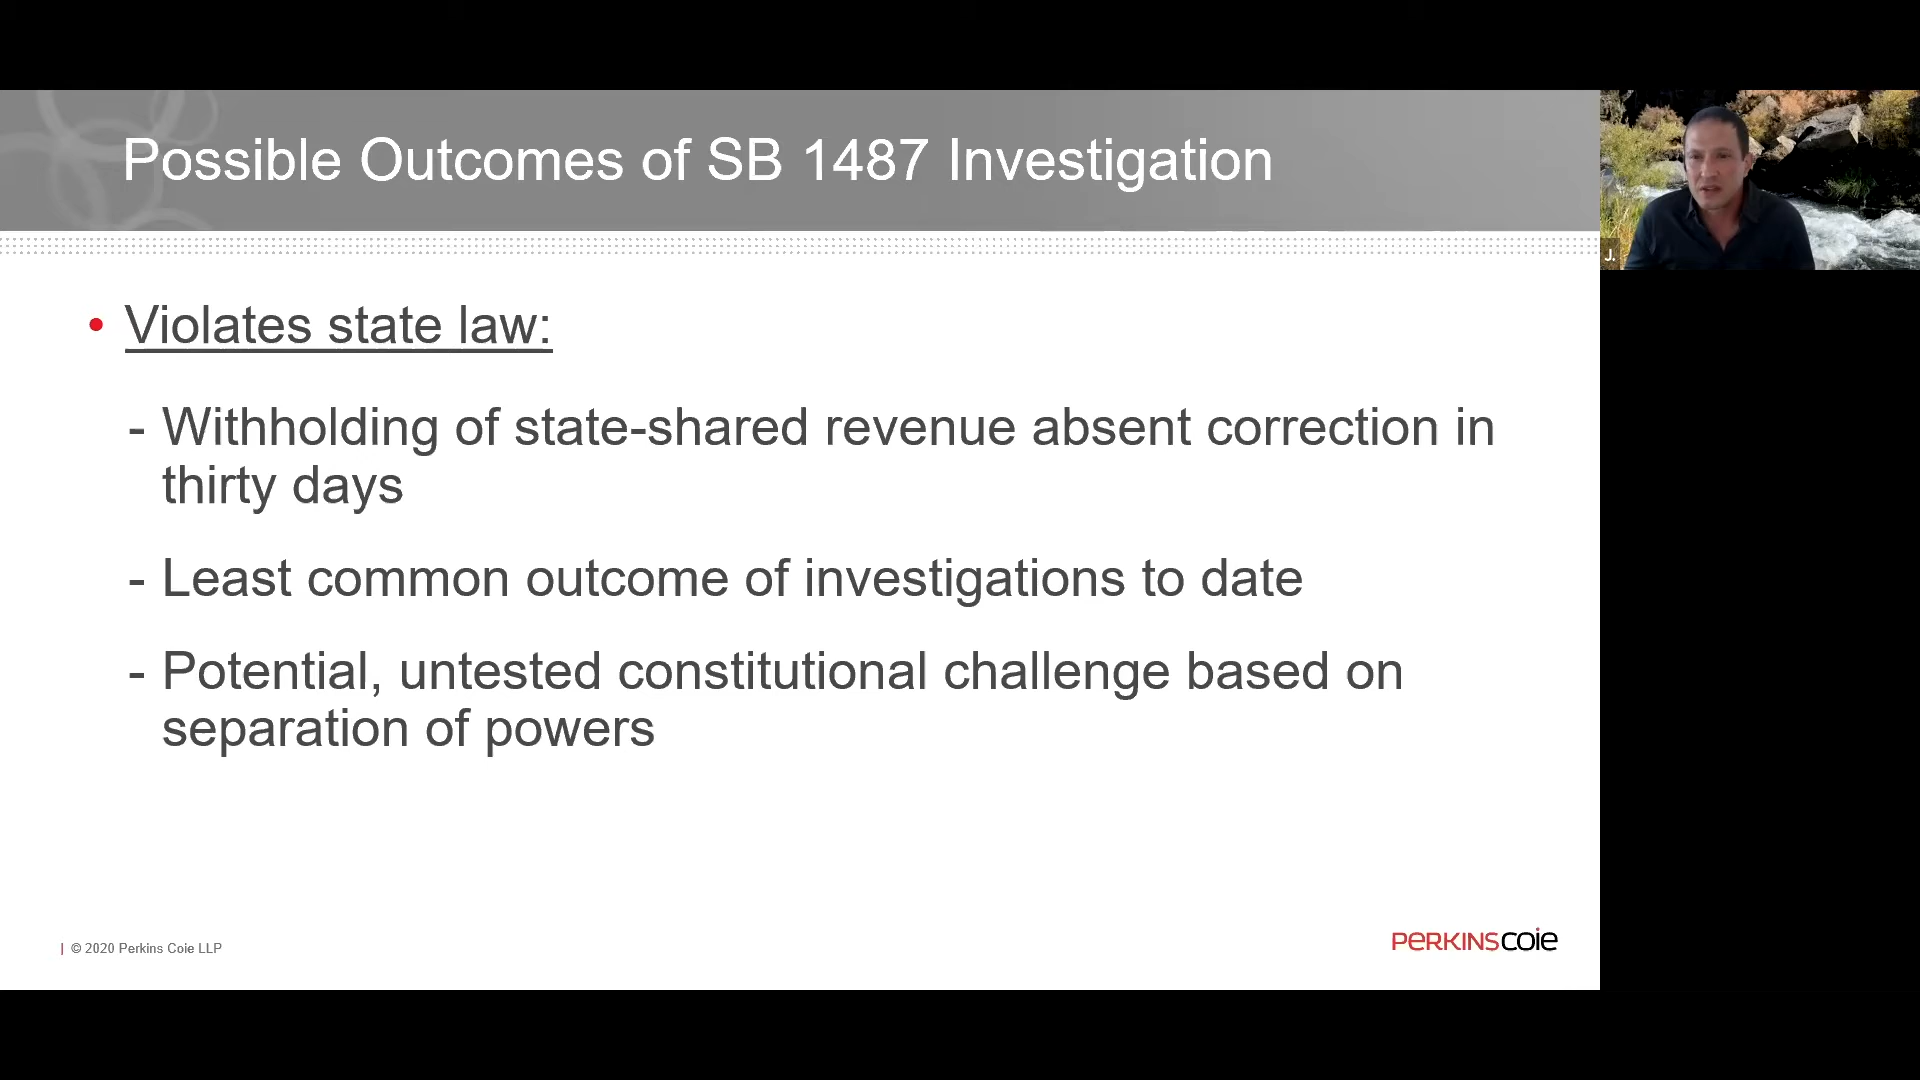 Possible Outcomes of SB 1487 Investigation
J.
• Violates state law:
- Withholding of state-shared revenue absent correction in
thirty days
- Least common outcome of investigations to date
- Potential, untested constitutional challenge based on
separation of powers
| © 2020 Perkins Coie LLP
PERKINSCOIE